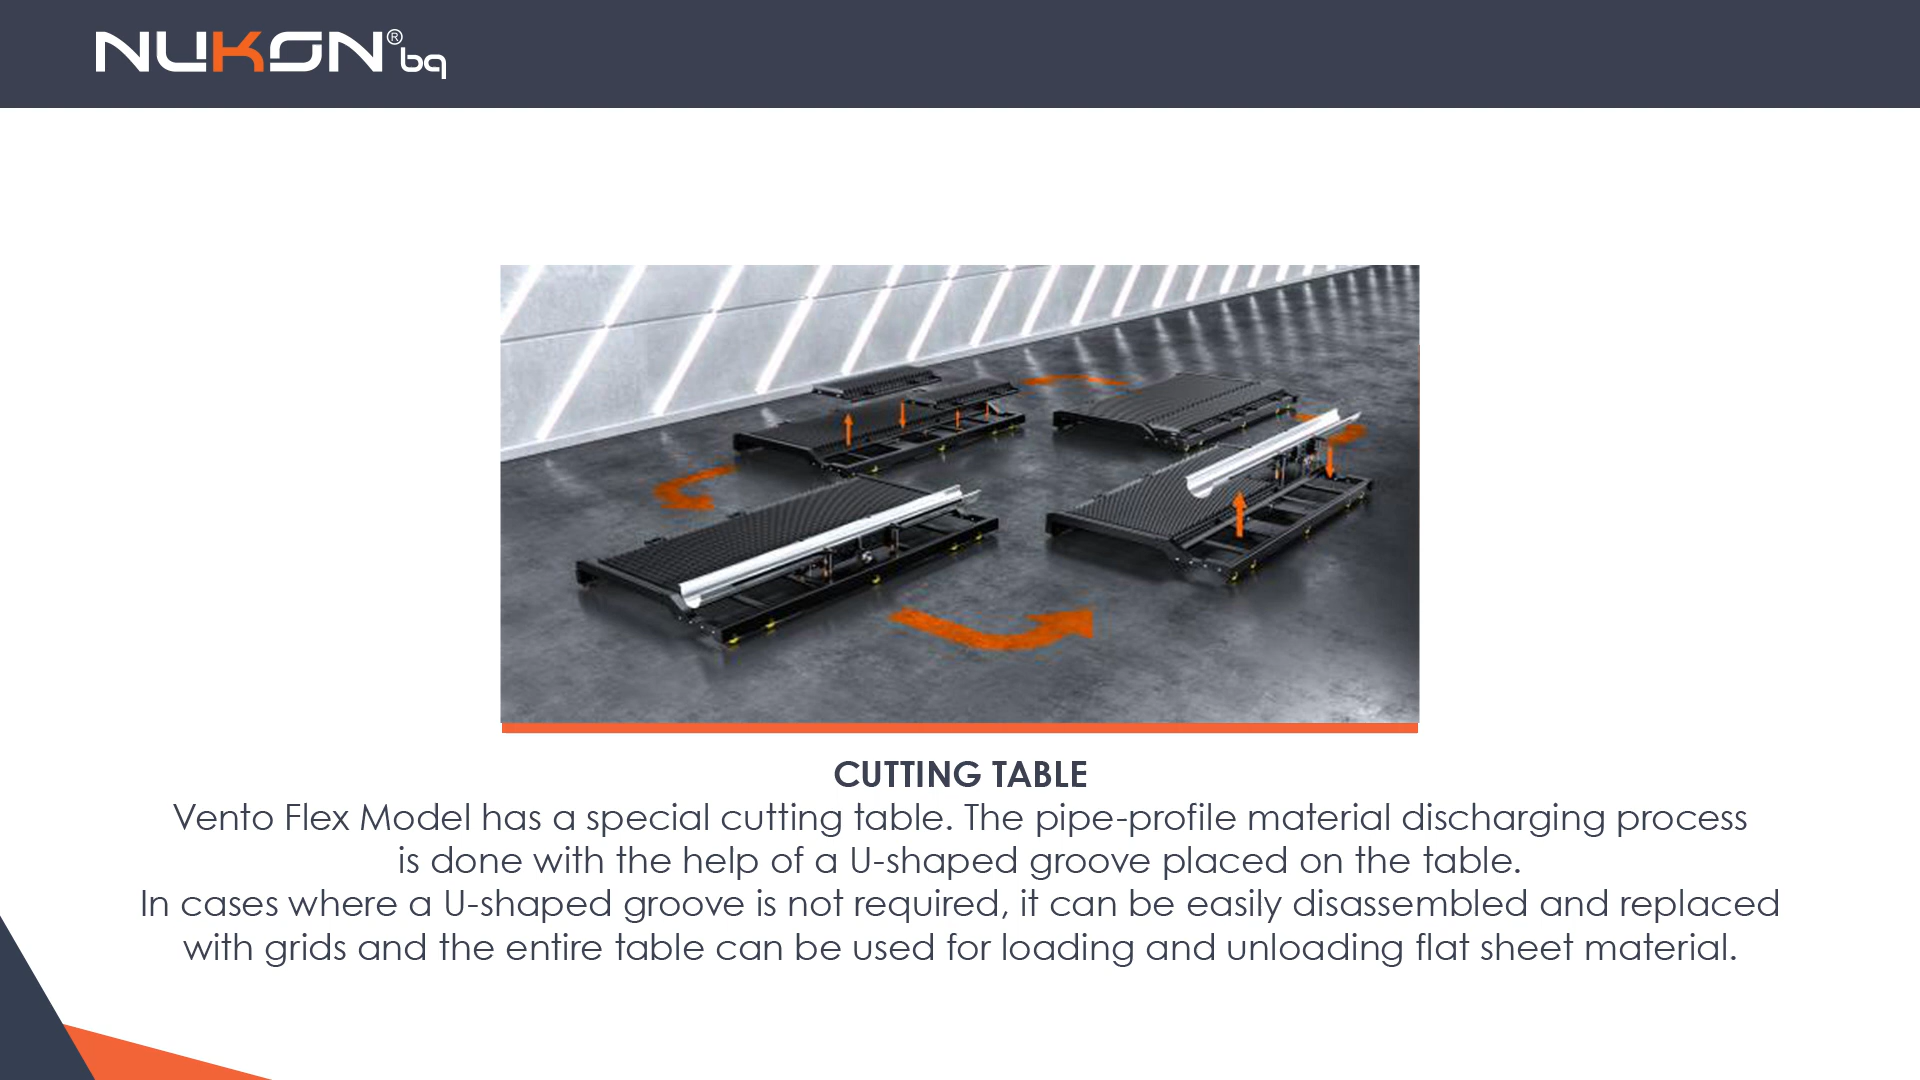 NUKON® bg
CUTTING TABLE
Vento Flex Model has a special cutting table. The pipe-profile material discharging process
is done with the help of a U-shaped groove placed on the table.
In cases where a U-shaped groove is not required, it can be easily disassembled and replaced
with grids and the entire table can be used for loading and unloading flat sheet material.